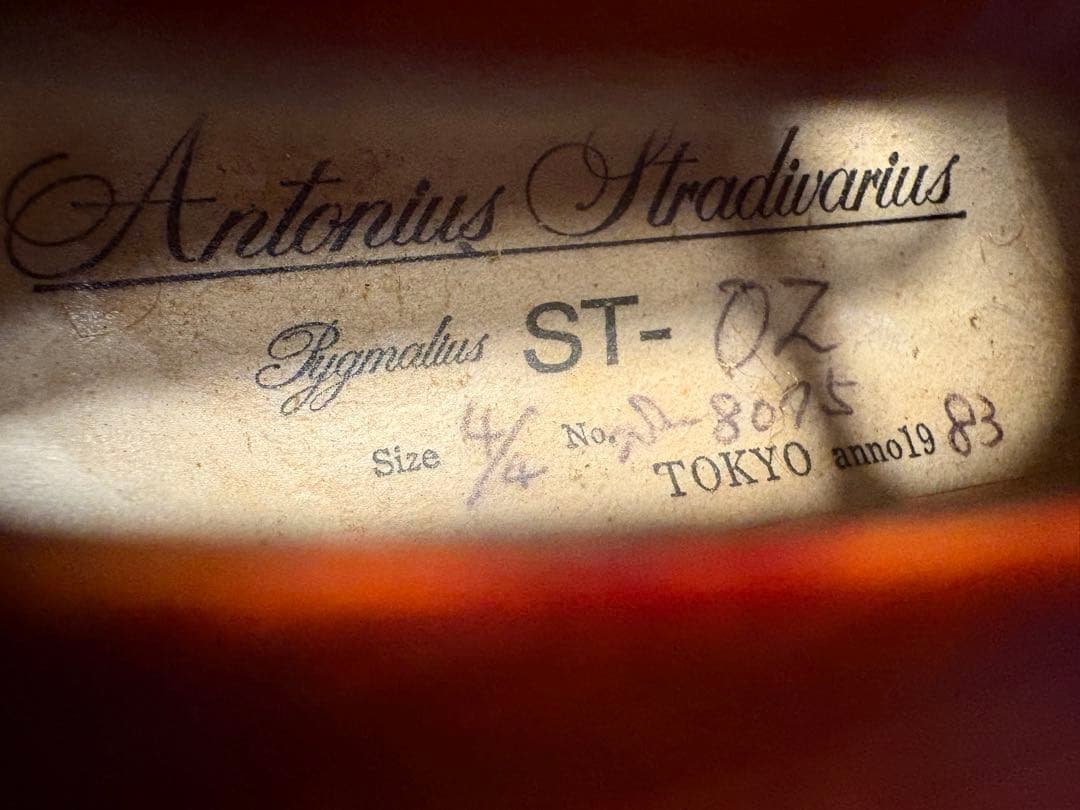 Antonius Stradivarius
Pygmalius ST- 02
Size 4/4 No. 8075
TOKYO anno1983